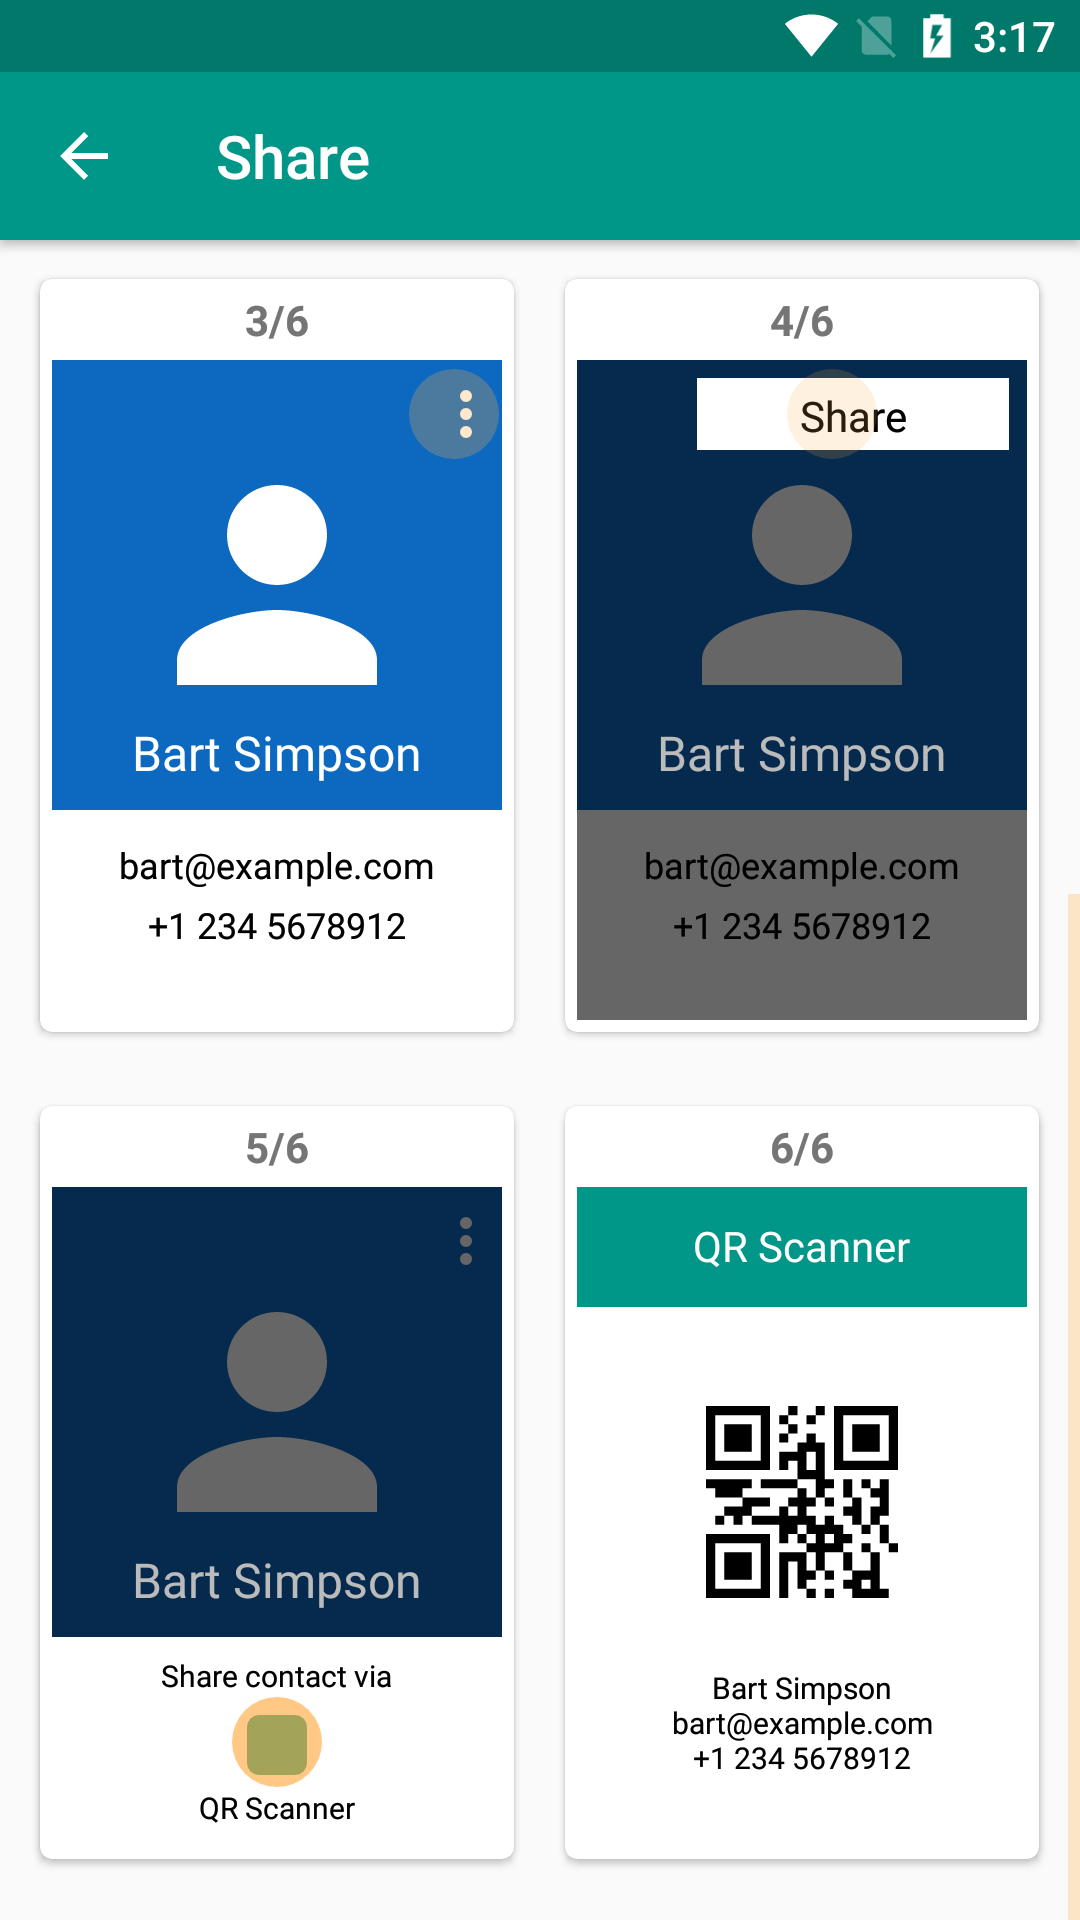 3:17
Share
3/6
Bart Simpson
bart@example.com
+1 234 5678912
4/6
Share
Bart Simpson
bart@example.com
+1 234 5678912
5/6
Bart Simpson
Share contact via
QR Scanner
6/6
QR Scanner
Bart Simpson
bart@example.com
+1 234 5678912